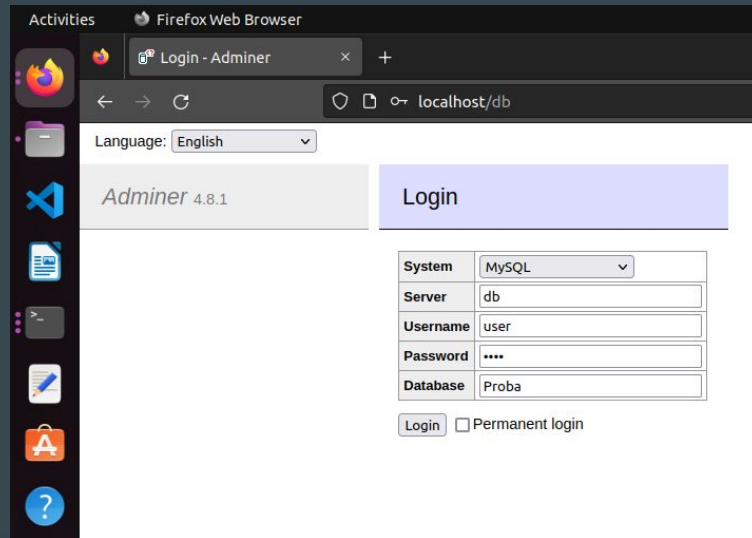 Activities Firefox Web Browser
Login - Adminer
localhost/db
Language: English
Adminer 4.8.1
Login
System MySQL
Server db
Username user
Password ••••
Database Proba
Login Permanent login